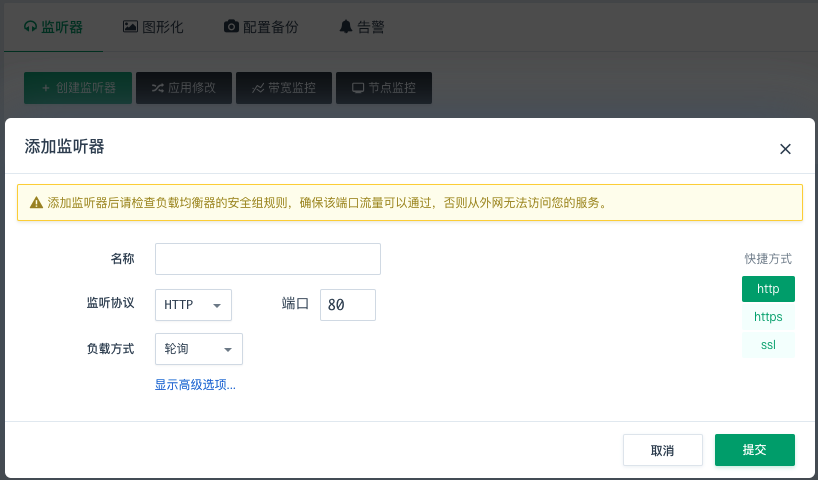 监听器 图形化 配置备份 告警
+ 创建监听器 应用修改 带宽监控 节点监控
添加监听器
添加监听器后请检查负载均衡器的安全组规则，确保该端口流量可以通过，否则从外网无法访问您的服务。
名称 快捷方式
http
监听协议 HTTP 端口 80
https
负载方式 轮询
ssl
显示高级选项...
取消 提交